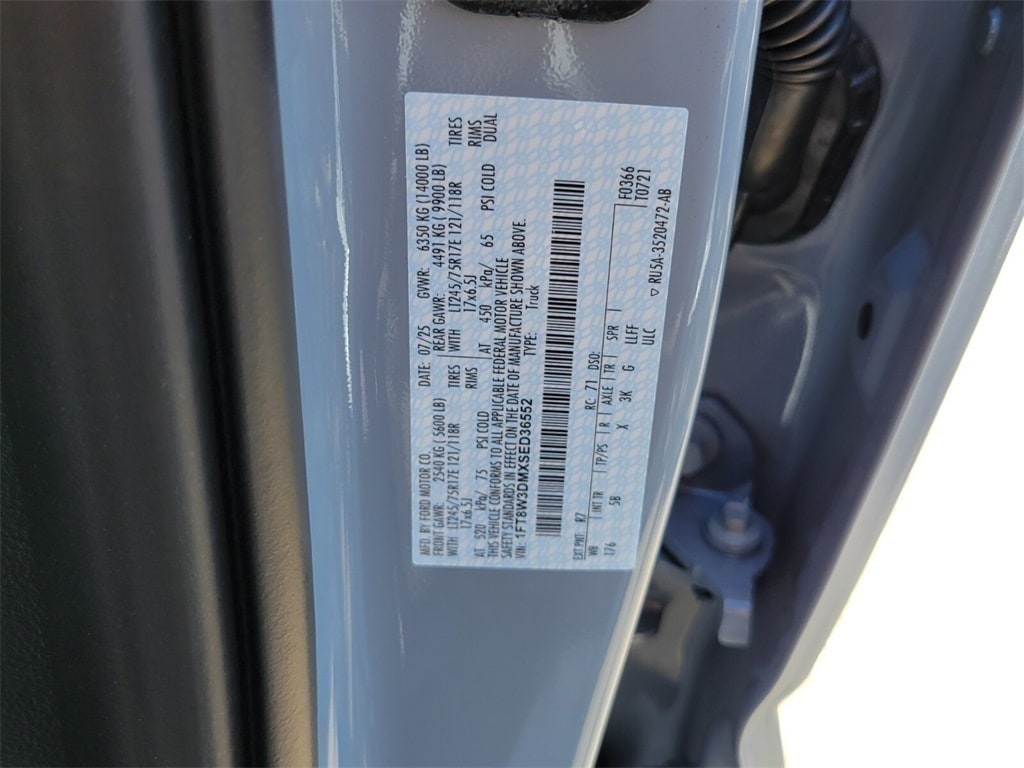 MFD. BY FORD MOTOR CO. DATE: 07/25 GVWR: 6350 KG (14000 LB)
FRONT GAWR: 2540 KG ( 5600 LB) REAR GAWR: 4491 KG ( 9900 LB)
WITH LT245/75R17E 121/118R TIRES WITH LT245/75R17E 121/118R TIRES
17x6.5J RIMS 17x6.5J RIMS
AT 520 kPa/ 75 PSI COLD AT 450 kPa/ 65 PSI COLD DUAL
THIS VEHICLE CONFORMS TO ALL APPLICABLE FEDERAL MOTOR VEHICLE
SAFETY STANDARDS IN EFFECT ON THE DATE OF MANUFACTURE SHOWN ABOVE.
VIN: 1FT8W3DMXSED36552 TYPE: Truck
EXT PNT: R7 RC: 71 DSO: F0366
WB INT TR TP/PS R AXLE TR SPR T0721
176 5B X 3K G LLFF
ULC ▽ RU5A-3520472-AB